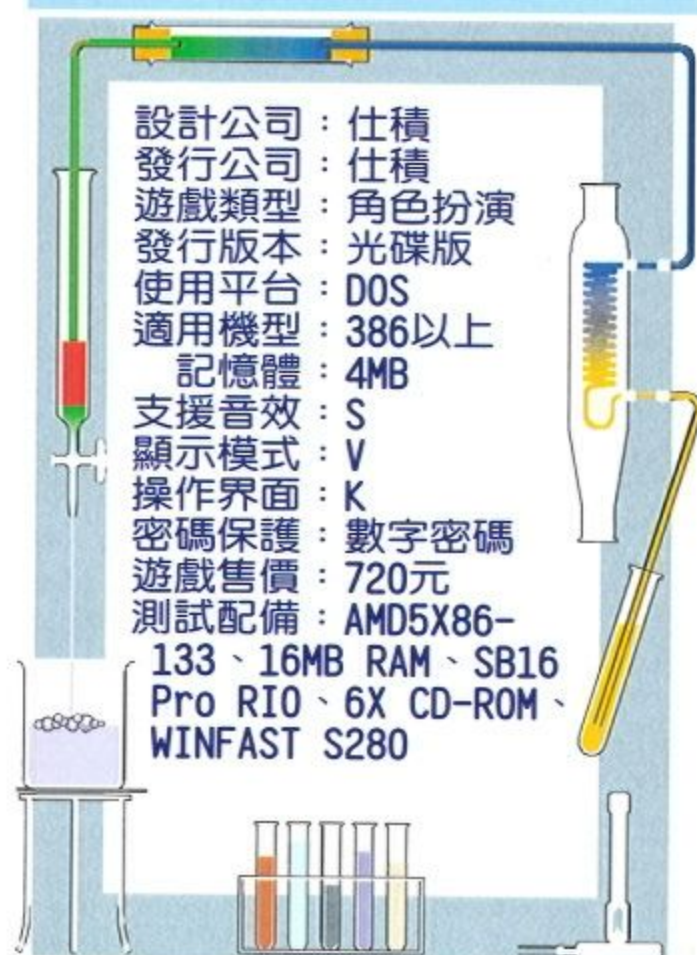 設計公司：仕積
發行公司：仕積
遊戲類型：角色扮演
發行版本：光碟版
使用平台：DOS
適用機型：386以上
記憶體：4MB
支援音效：S
顯示模式：V
操作界面：K
密碼保護：數字密碼
遊戲售價：720元
測試配備：AMD5X86-
133、16MB RAM、SB16
Pro RIO、6X CD-ROM、
WINFAST S280